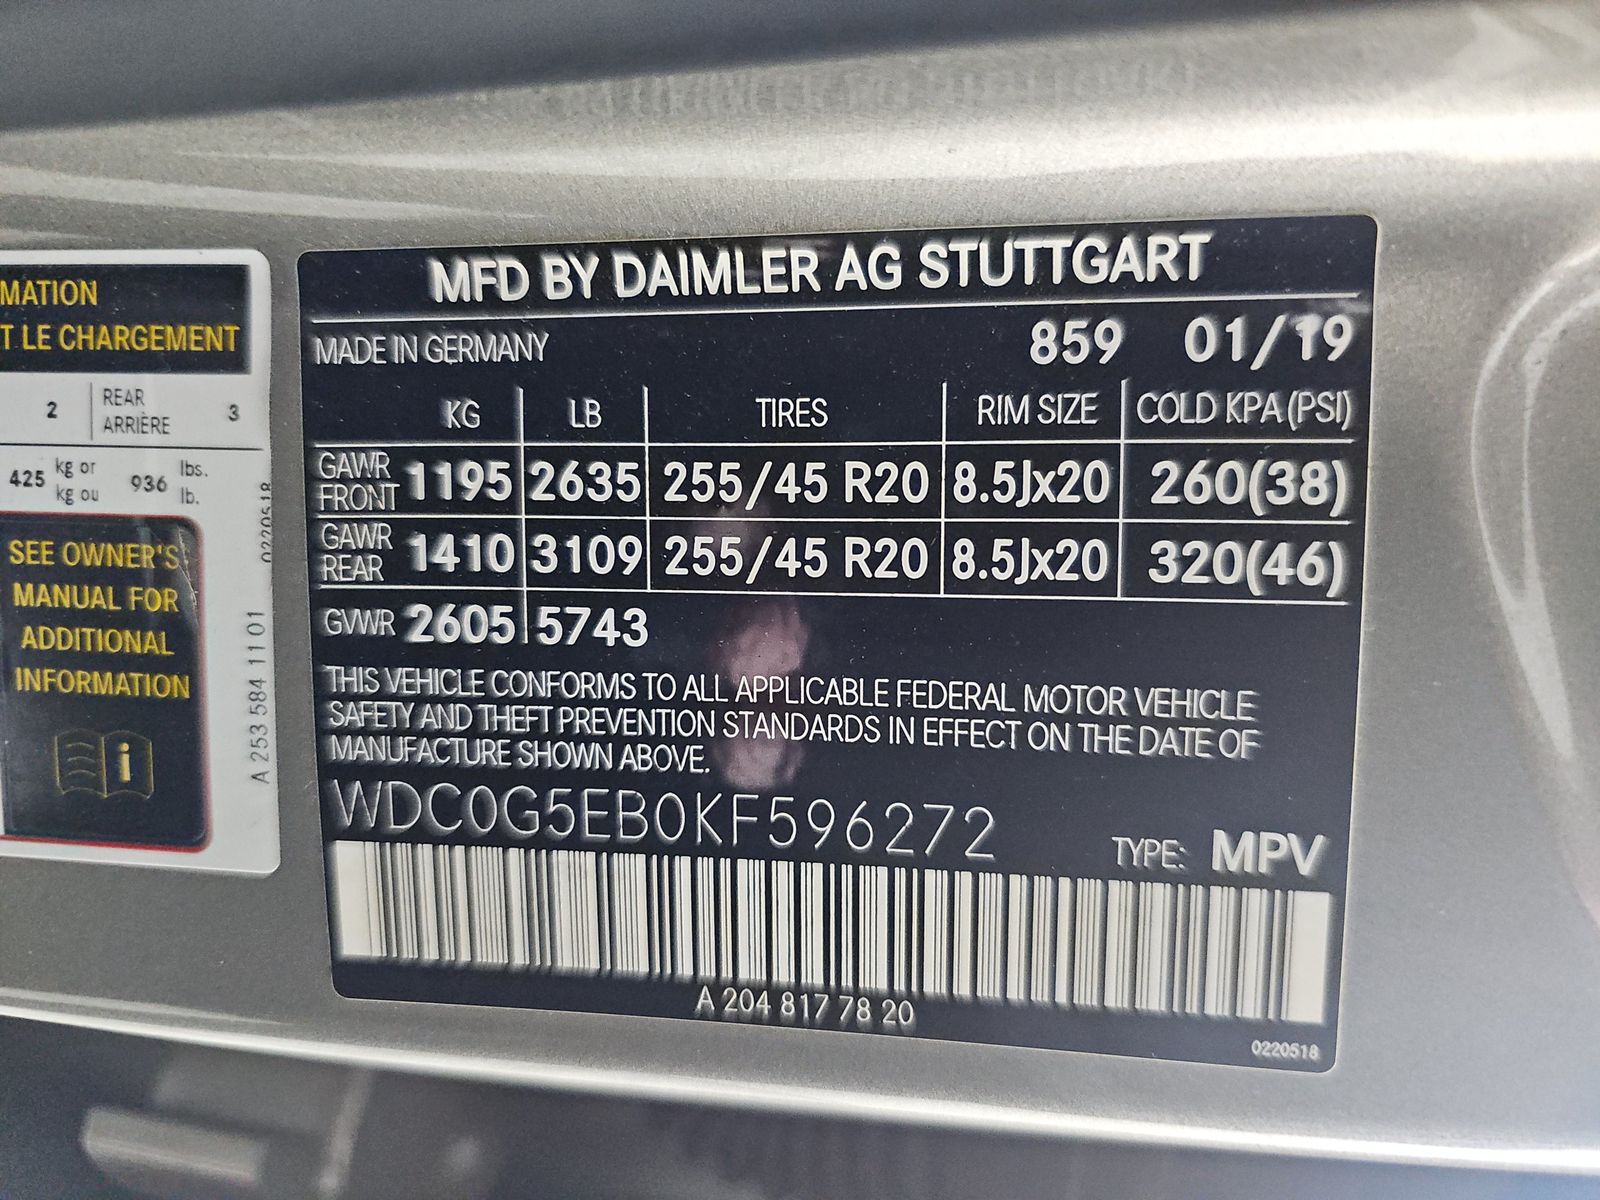 MATION
T LE CHARGEMENT
2 REAR ARRIÈRE 3
425 kg or kg ou 936 lbs. lb.
SEE OWNER'S
MANUAL FOR
ADDITIONAL
INFORMATION
i
A 253 584 11 01
MFD BY DAIMLER AG STUTTGART
MADE IN GERMANY 859 01/19
KG LB TIRES RIM SIZE COLD KPA (PSI)
GAWR FRONT 1195 2635 255/45 R20 8.5Jx20 260(38)
GAWR REAR 1410 3109 255/45 R20 8.5Jx20 320(46)
GVWR 2605 5743
THIS VEHICLE CONFORMS TO ALL APPLICABLE FEDERAL MOTOR VEHICLE
SAFETY AND THEFT PREVENTION STANDARDS IN EFFECT ON THE DATE OF
MANUFACTURE SHOWN ABOVE.
WDC0G5EB0KF596272
TYPE: MPV
A 204 817 78 20
0220518